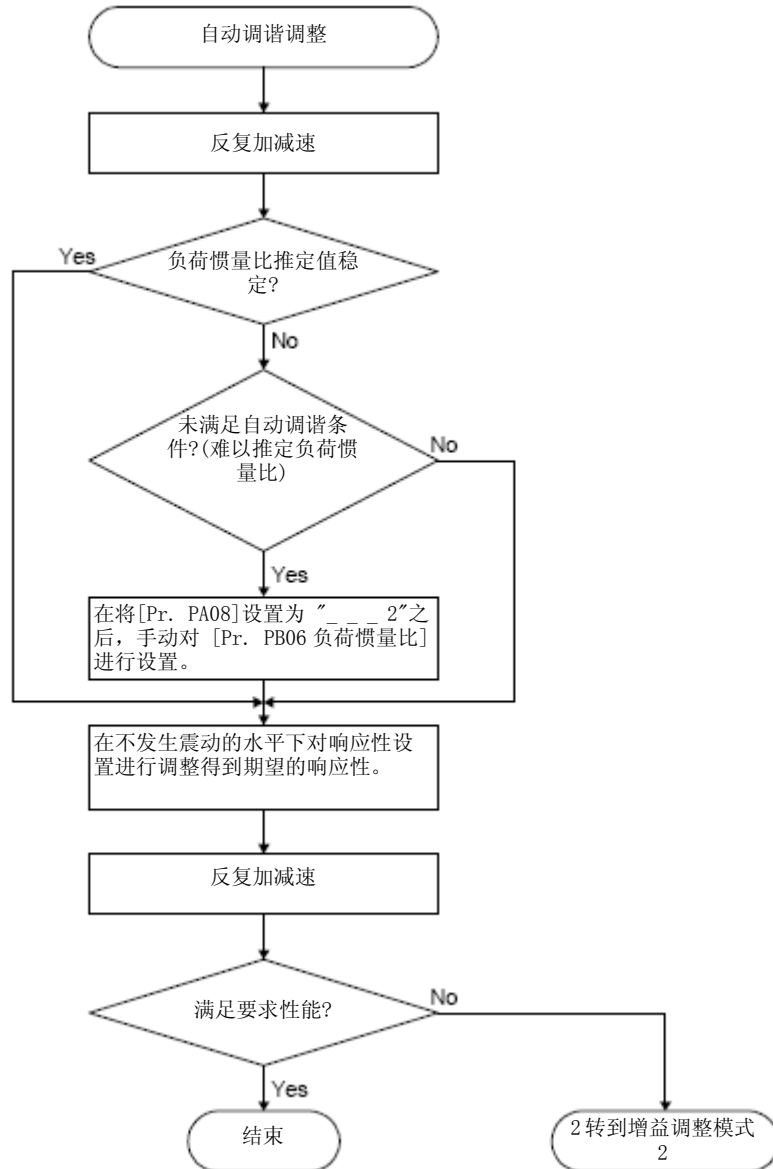 自动调谐调整
反复加减速
负荷惯量比推定值稳
定?
Yes
No
未满足自动调谐条
件?(难以推定负荷惯
量比)
No
Yes
在将[Pr. PA08]设置为 "_ _ _ 2"之
后，手动对 [Pr. PB06 负荷惯量比]
进行设置。
在不发生震动的水平下对响应性设
置进行调整得到期望的响应性。
反复加减速
满足要求性能?
No
Yes
结束
2转到增益调整模式
2